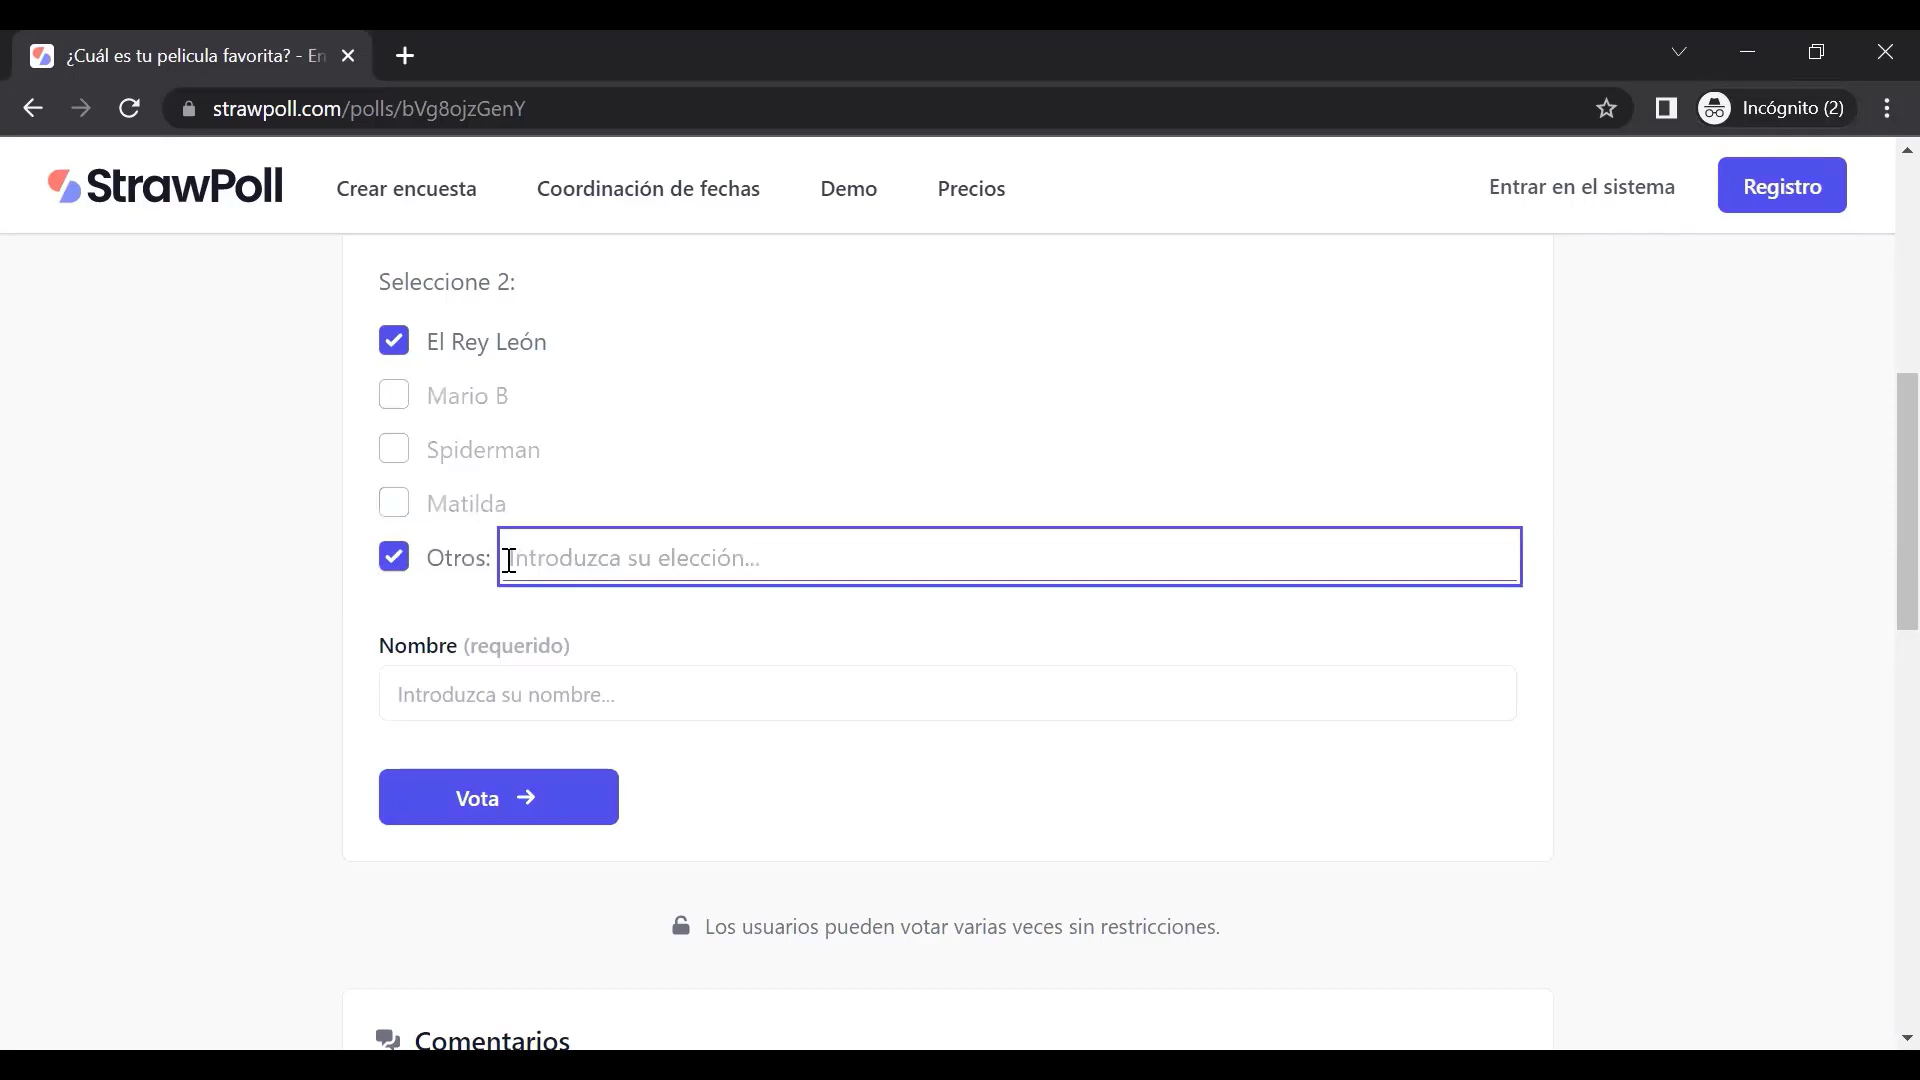 ¿Cuál es tu pelicula favorita? - En
strawpoll.com/polls/bVg8ojzGenY
Incógnito (2)
StrawPoll
Crear encuesta
Coordinación de fechas
Demo
Precios
Entrar en el sistema
Registro
Seleccione 2:
El Rey León
Mario B
Spiderman
Matilda
Otros: Introduzca su elección...
Nombre (requerido)
Introduzca su nombre...
Vota →
Los usuarios pueden votar varias veces sin restricciones.
Comentarios